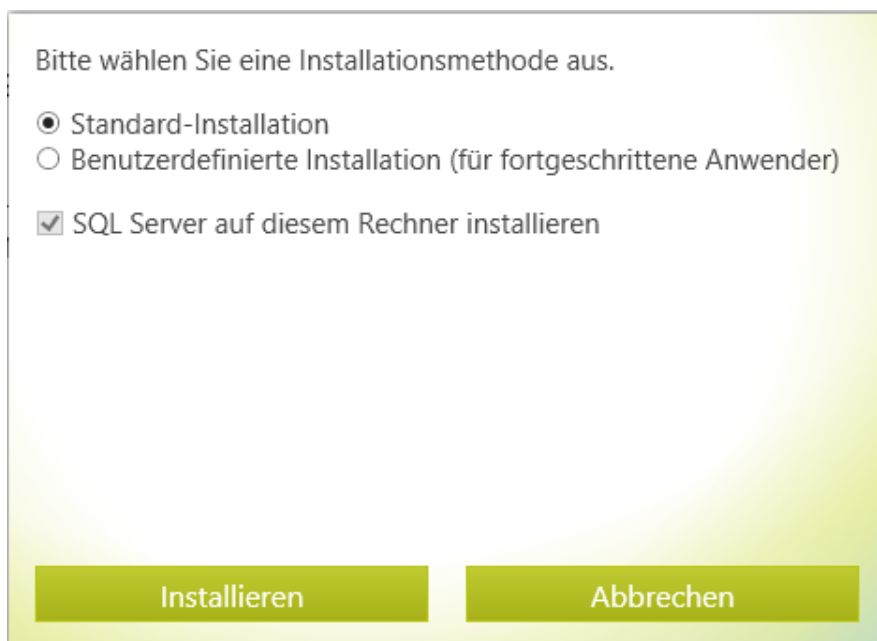 Bitte wählen Sie eine Installationsmethode aus.
Standard-Installation
Benutzerdefinierte Installation (für fortgeschrittene Anwender)
SQL Server auf diesem Rechner installieren
Installieren
Abbrechen